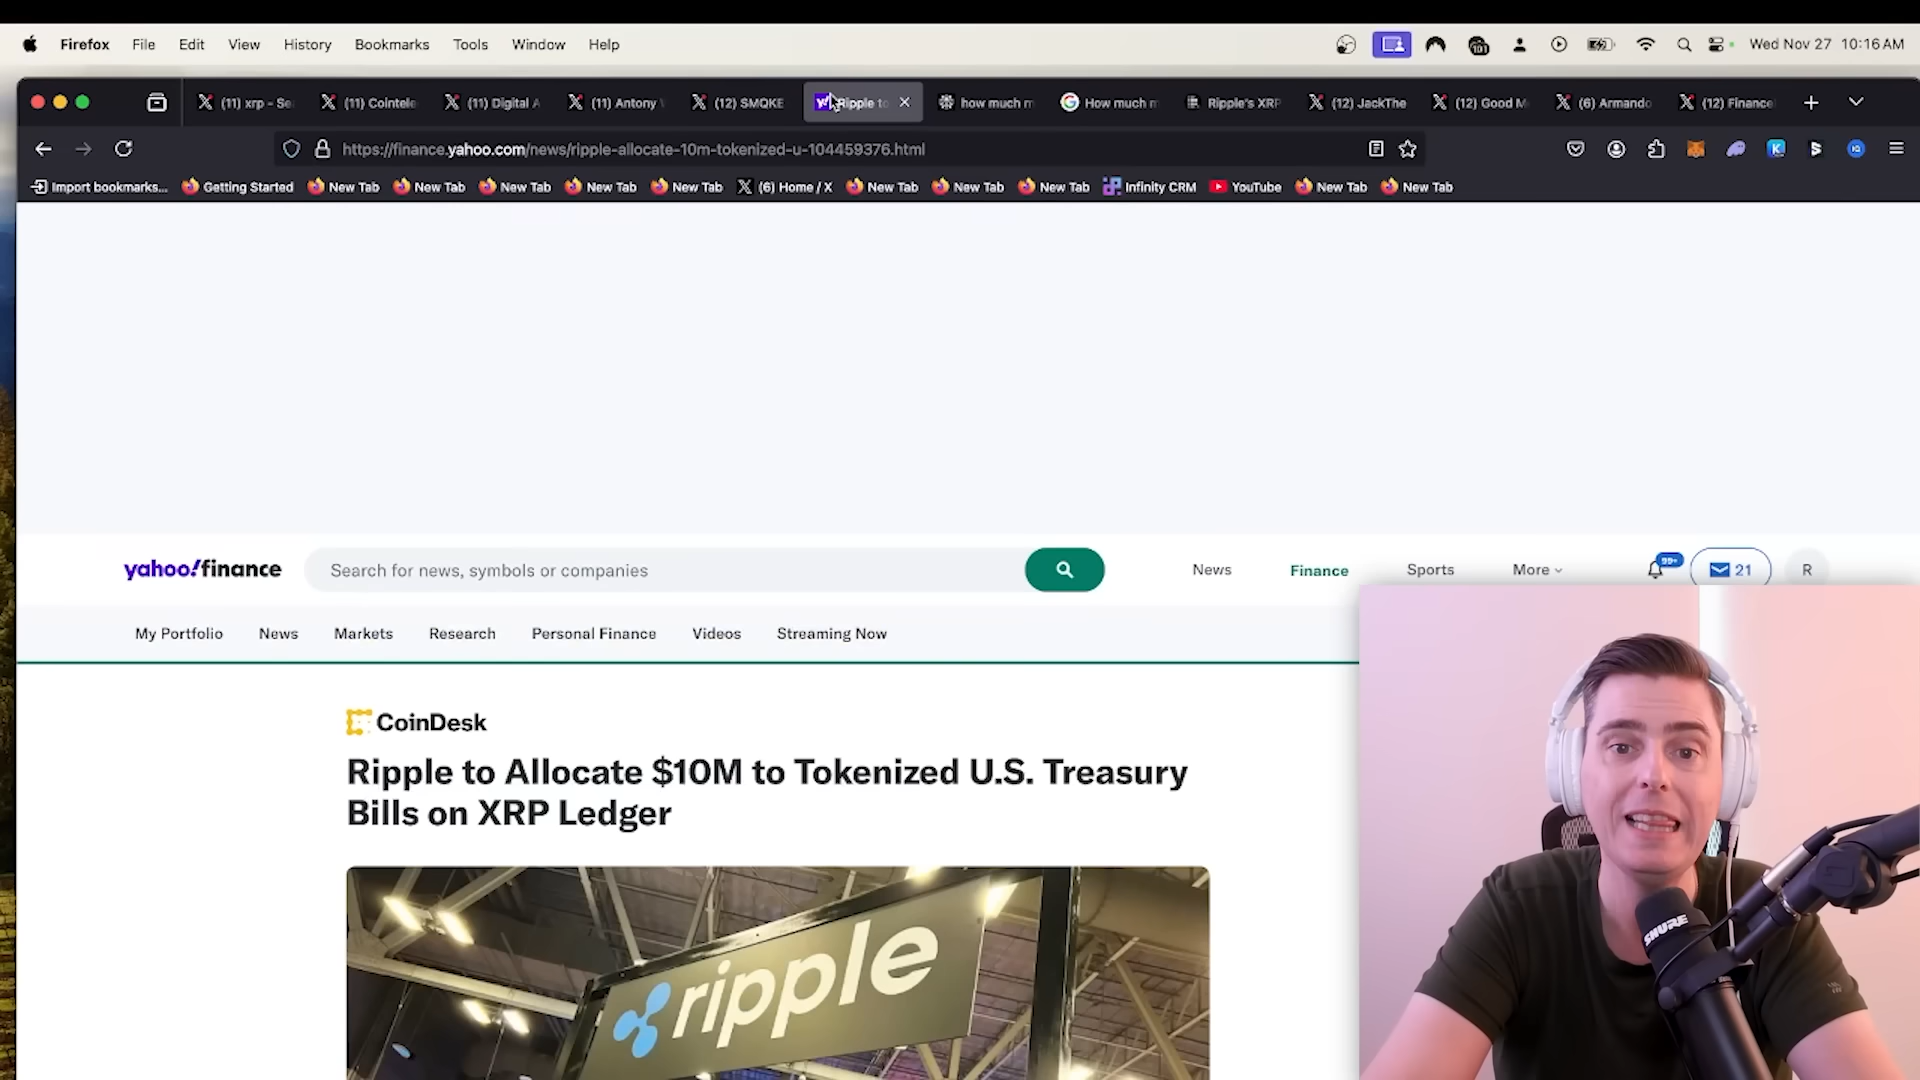 Firefox File Edit View History Bookmarks Tools Window Help Wed Nov 27 10:16 AM
(11) xrp - Se (11) Cointele (11) Digital A (11) Antony (12) SMQKE Ripple to how much m How much m Ripple's XRP (12) JackThe (12) Good M (6) Armando (12) Finance
https://finance.yahoo.com/news/ripple-allocate-10m-tokenized-u-104459376.html
Import bookmarks... Getting Started New Tab New Tab New Tab New Tab New Tab (6) Home / X New Tab New Tab New Tab Infinity CRM YouTube New Tab New Tab
yahoo!finance Search for news, symbols or companies News Finance Sports More 99+ 21 R
My Portfolio News Markets Research Personal Finance Videos Streaming Now
CoinDesk
Ripple to Allocate $10M to Tokenized U.S. Treasury
Bills on XRP Ledger
ripple
SHURE